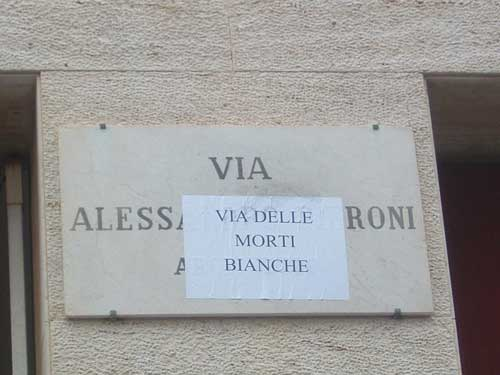 VIA
ALESSA RONI
VIA DELLE
MORTI
BIANCHE
A